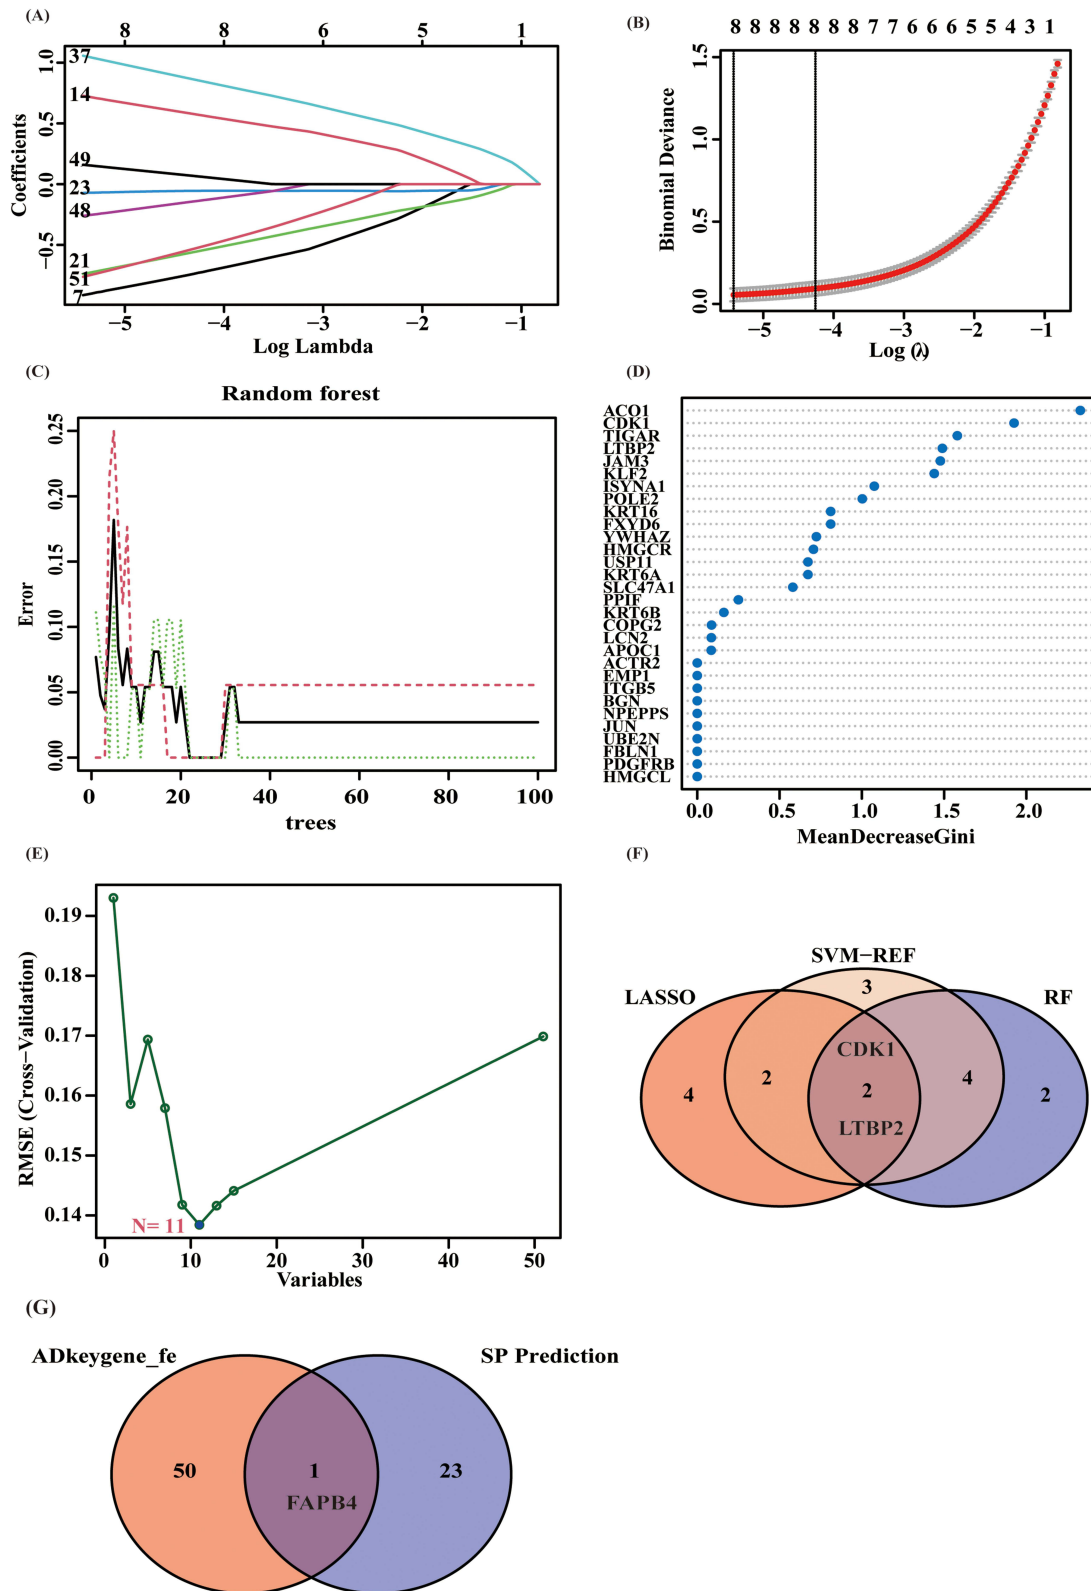 (A)
8 8 6 5 1
1.0
0.5
0.0
−0.5
Coefficients
37
14
49
23
48
21
51
7
−5 −4 −3 −2 −1
Log Lambda
(B)
8 8 8 8 8 8 8 7 7 6 6 6 5 5 4 3 1
1.5
1.0
0.5
0.0
Binomial Deviance
−5 −4 −3 −2 −1
Log (λ)
(C)
Random forest
0.25
0.20
0.15
0.10
0.05
0.00
Error
0 20 40 60 80 100
trees
(D)
ACO1
CDK1
TIGAR
LTBP2
JAM3
KLF2
ISYNA1
POLE2
KRT16
FXYD6
YWHAZ
HMGCR
USP11
KRT6A
SLC47A1
PPIF
KRT6B
COPG2
LCN2
APOC1
ACTR2
EMP1
ITGB5
BGN
NPEPPS
JUN
UBE2N
FBLN1
PDGFRB
HMGCL
0.0 0.5 1.0 1.5 2.0
MeanDecreaseGini
(E)
0.19
0.18
0.17
0.16
0.15
0.14
RMSE (Cross−Validation)
N= 11
0 10 20 30 40 50
Variables
(F)
SVM−REF
LASSO
RF
3
CDK1
4 2 2 4 2
LTBP2
(G)
ADkeygene_fe
SP Prediction
50 1 23
FAPB4